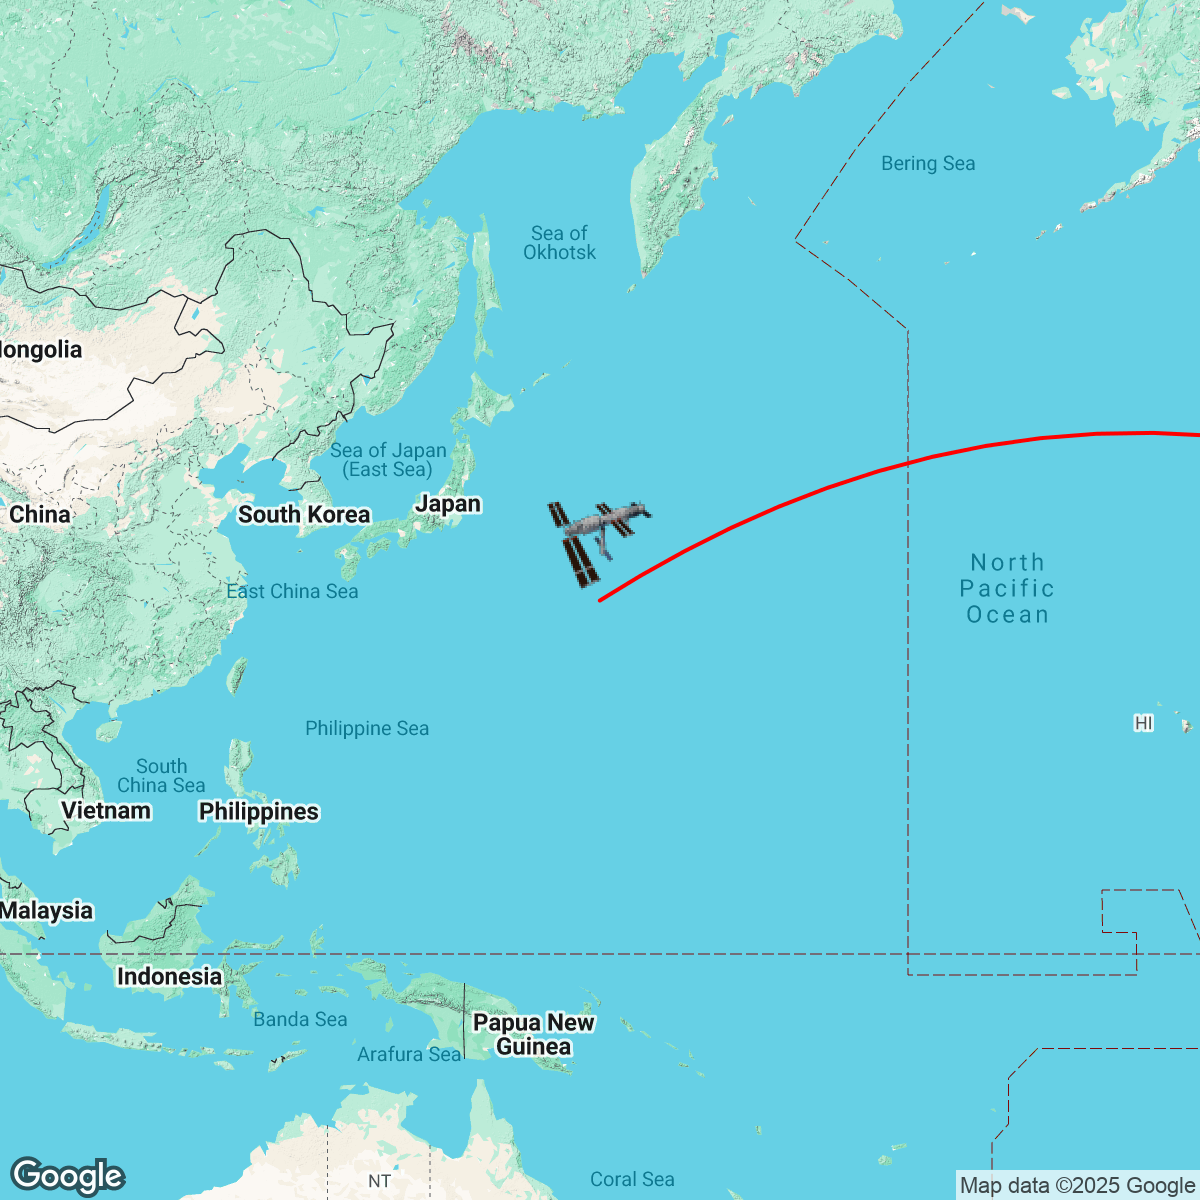 Bering Sea
Sea of
Okhotsk
longolia
Sea of Japan
(East Sea)
Japan
China
South Korea
North
Pacific
Ocean
East China Sea
HI
Philippine Sea
South
China Sea
Vietnam
Philippines
Malaysia
Indonesia
Banda Sea
Papua New
Guinea
Arafura Sea
Google
NT
Coral Sea
Map data ©2025 Google